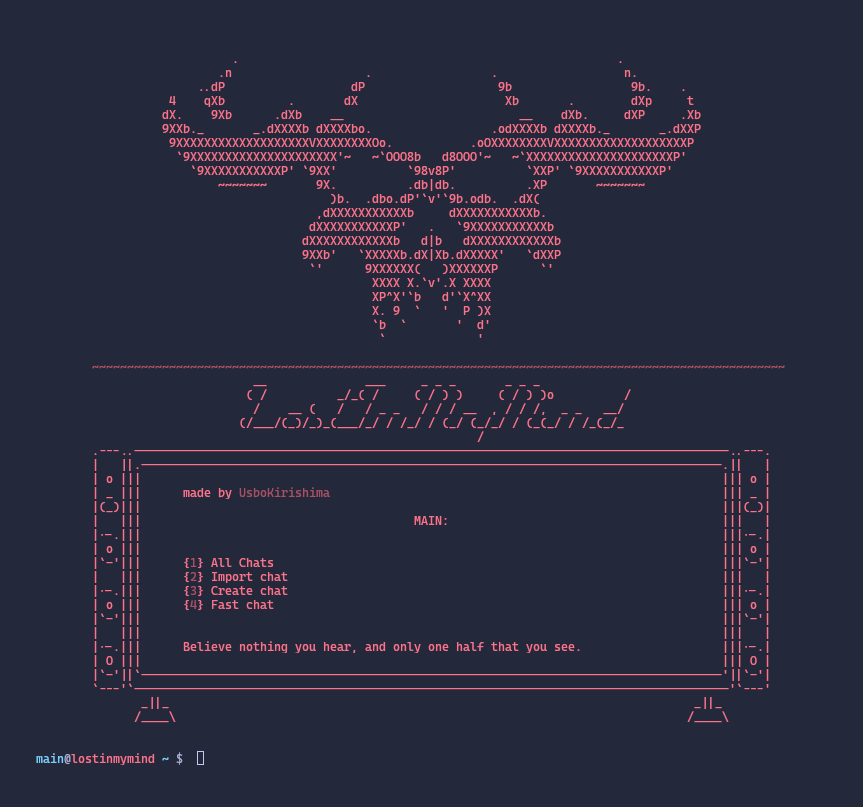 made by UsboKirishima
MAIN:
{1} All Chats
{2} Import chat
{3} Create chat
{4} Fast chat
Believe nothing you hear, and only one half that you see.
main@lostinmymind ~ $